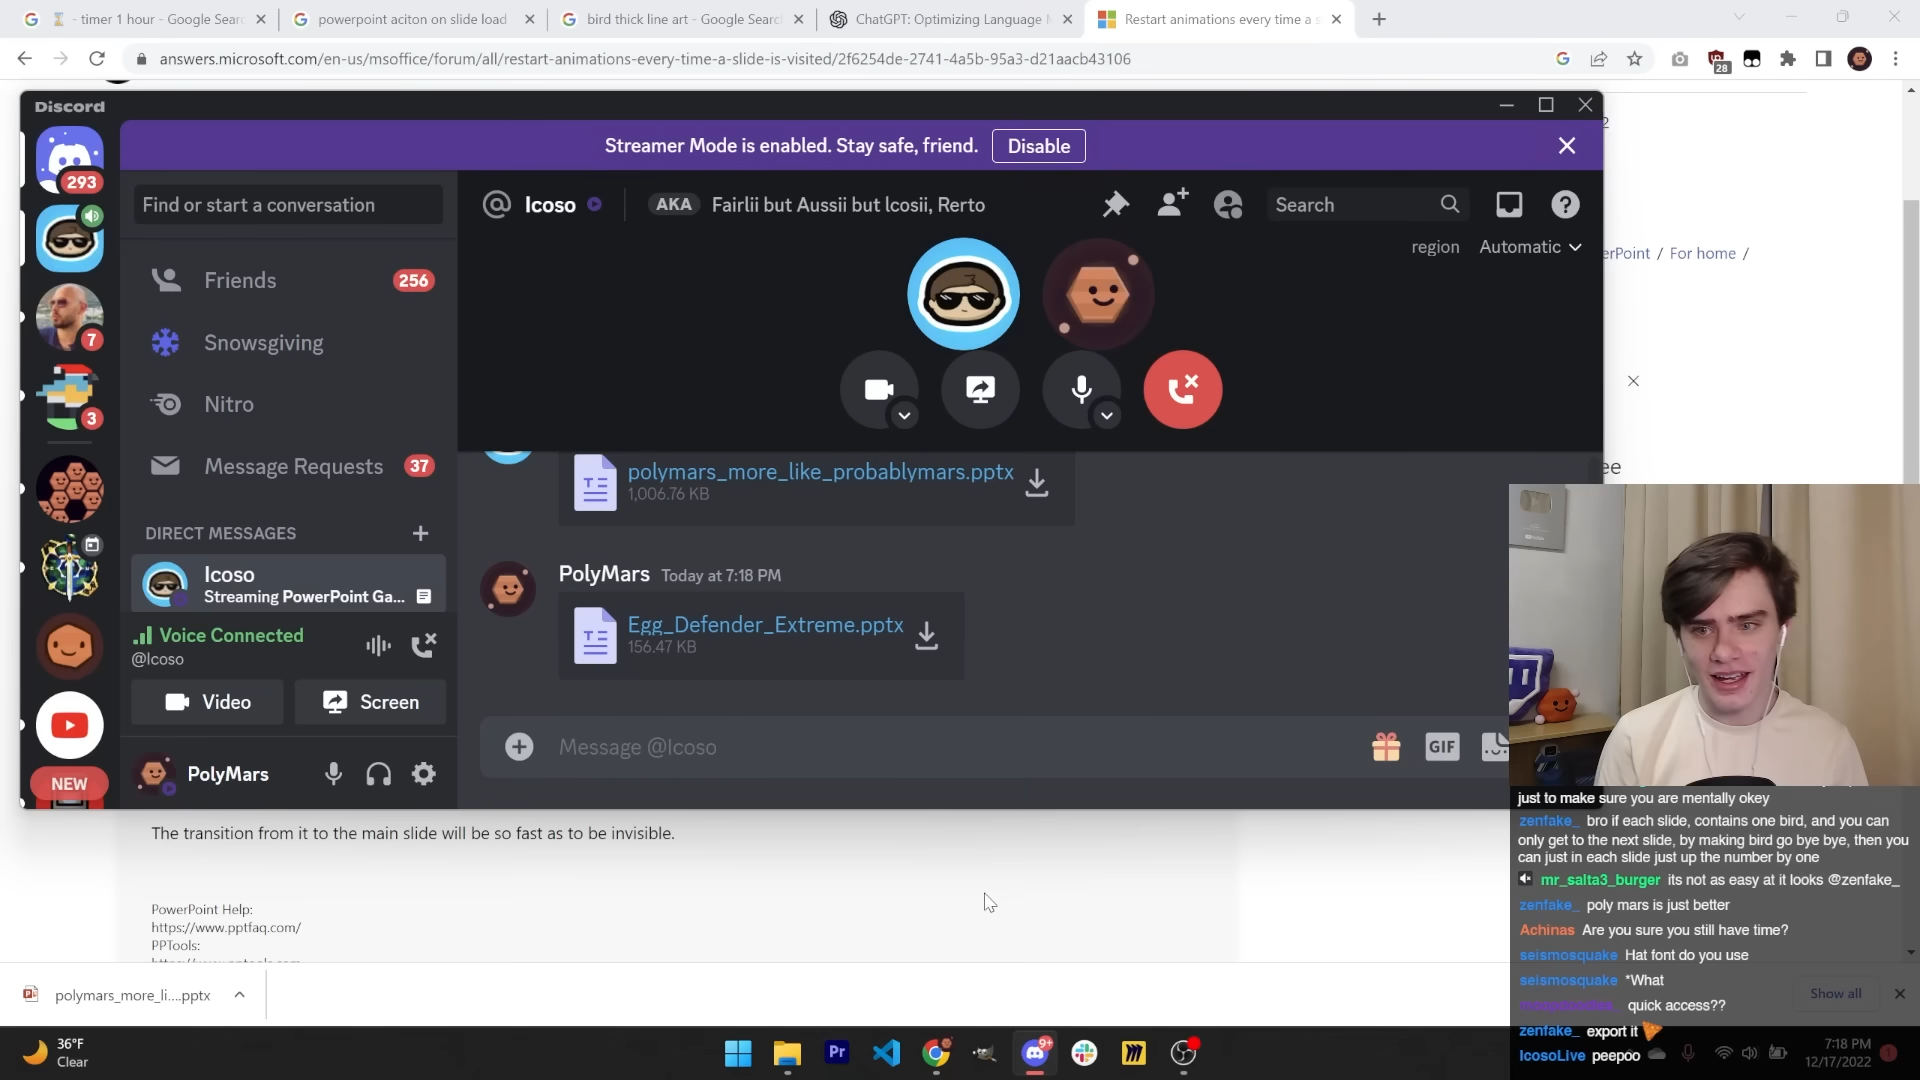 ⏳ - timer 1 hour - Google Sear
powerpoint aciton on slide load
bird thick line art - Google Searc
ChatGPT: Optimizing Language M
Restart animations every time a s
answers.microsoft.com/en-us/msoffice/forum/all/restart-animations-every-time-a-slide-is-visited/2f6254de-2741-4a5b-95a3-d21aacb43106
28
Discord
Streamer Mode is enabled. Stay safe, friend.
Disable
293
Find or start a conversation
Icoso
AKA
Fairlii but Aussii but lcosii, Rerto
Search
region
Automatic
erPoint / For home /
Friends
256
7
Snowsgiving
Nitro
3
Message Requests
37
polymars_more_like_probablymars.pptx
1,006.76 KB
ee
DIRECT MESSAGES
Icoso
Streaming PowerPoint Ga...
PolyMars Today at 7:18 PM
Egg_Defender_Extreme.pptx
156.47 KB
Voice Connected
@Icoso
Video
Screen
Message @Icoso
GIF
PolyMars
NEW
just to make sure you are mentally okey
zenfake_ bro if each slide, contains one bird, and you can
only get to the next slide, by making bird go bye bye, then you
can just in each slide just up the number by one
mr_salta3_burger its not as easy at it looks @zenfake_
zenfake_ poly mars is just better
Achinas Are you sure you still have time?
seismosquake Hat font do you use
seismosquake *What
quick access??
zenfake_ export it
IcosoLive peepoo
The transition from it to the main slide will be so fast as to be invisible.
PowerPoint Help:
https://www.pptfaq.com/
PPTools:
polymars_more_li....pptx
Show all
36°F
Clear
Pr
9+
7:18 PM
12/17/2022
1